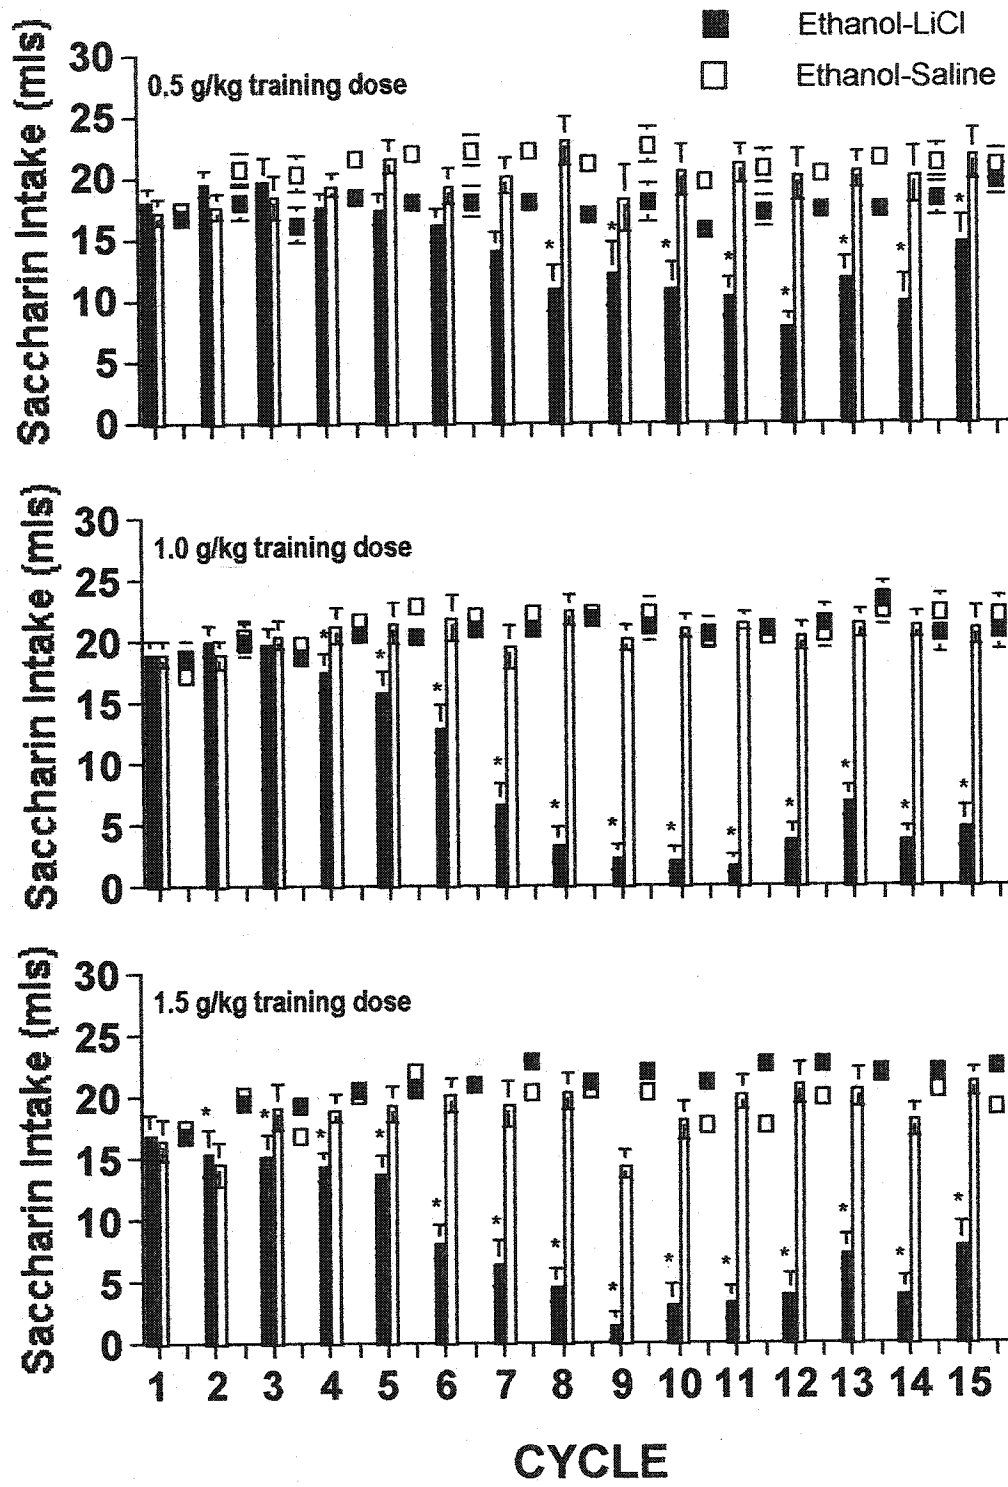 Ethanol-LiCl
Ethanol-Saline
Saccharin Intake (mls)
30
25
20
15
10
5
0
0.5 g/kg training dose
* * * * * * * *
Saccharin Intake (mls)
30
25
20
15
10
5
0
1.0 g/kg training dose
* * * * * * * * * * * *
Saccharin Intake (mls)
30
25
20
15
10
5
0
1.5 g/kg training dose
* * * * * * * * * * * * * *
1 2 3 4 5 6 7 8 9 10 11 12 13 14 15
CYCLE